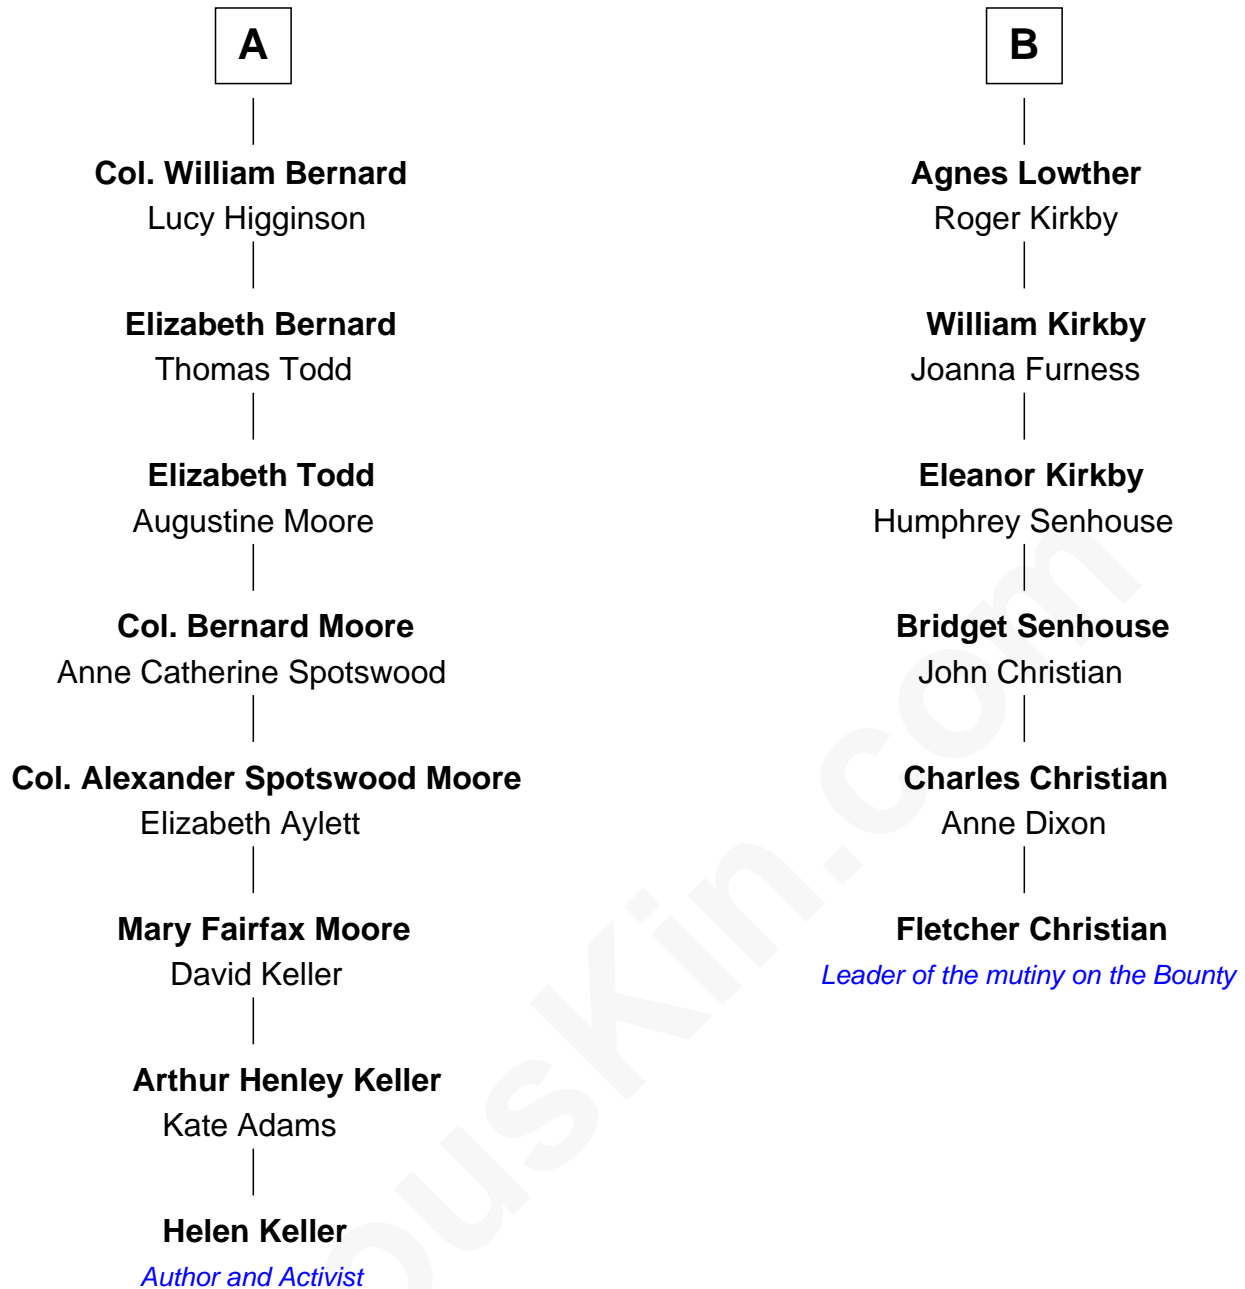 A
Col. William Bernard
Lucy Higginson
Elizabeth Bernard
Thomas Todd
Elizabeth Todd
Augustine Moore
Col. Bernard Moore
Anne Catherine Spotswood
Col. Alexander Spotswood Moore
Elizabeth Aylett
Mary Fairfax Moore
David Keller
Arthur Henley Keller
Kate Adams
Helen Keller
Author and Activist
B
Agnes Lowther
Roger Kirkby
William Kirkby
Joanna Furness
Eleanor Kirkby
Humphrey Senhouse
Bridget Senhouse
John Christian
Charles Christian
Anne Dixon
Fletcher Christian
Leader of the mutiny on the Bounty
ousKin.com